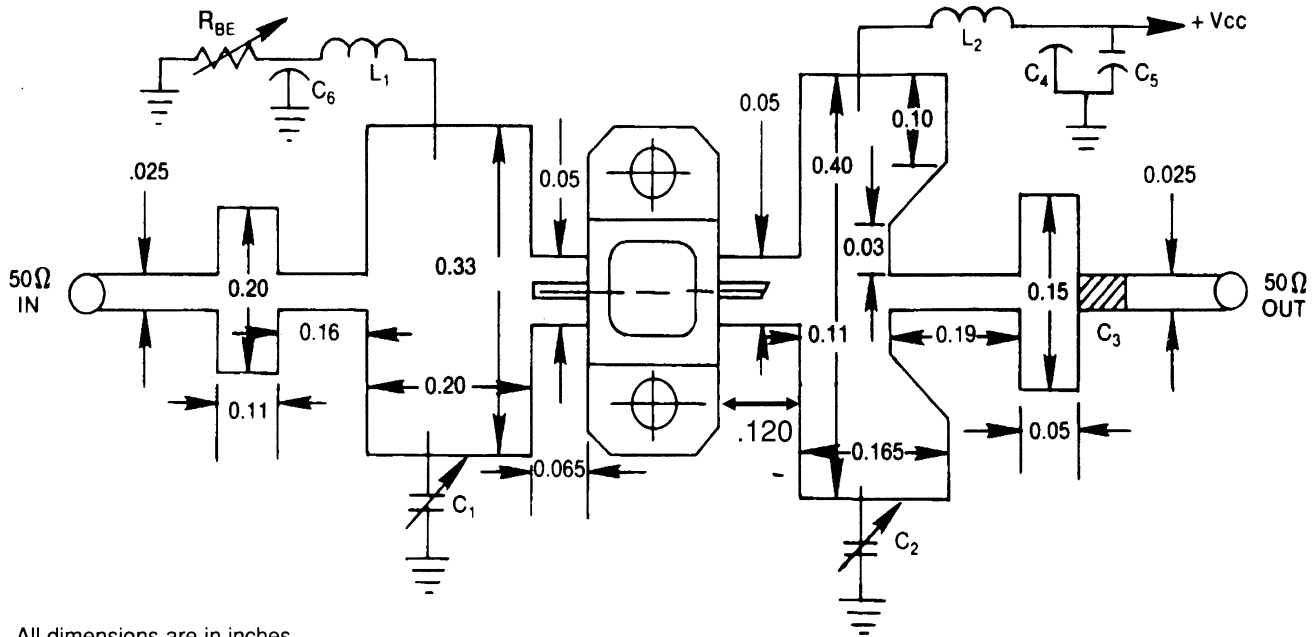 R_BE
L₁
C₆
L₂
+ Vcc
C₄
C₅
.025
0.05
0.05
0.10
0.40
0.025
50Ω
IN
0.20
0.33
0.03
0.15
50Ω
OUT
0.16
0.11
0.19
C₃
0.20
0.11
.120
0.05
0.165
0.065
C₁
C₂
All dimensions are in inches